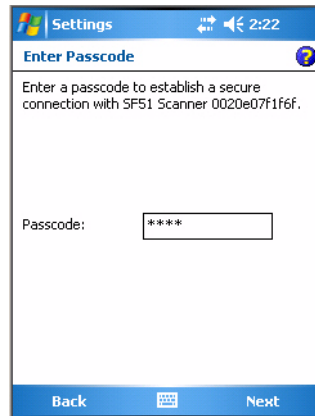 Settings 2:22
Enter Passcode
Enter a passcode to establish a secure
connection with SF51 Scanner 0020e07f1f6f.
Passcode: ****
Back Next